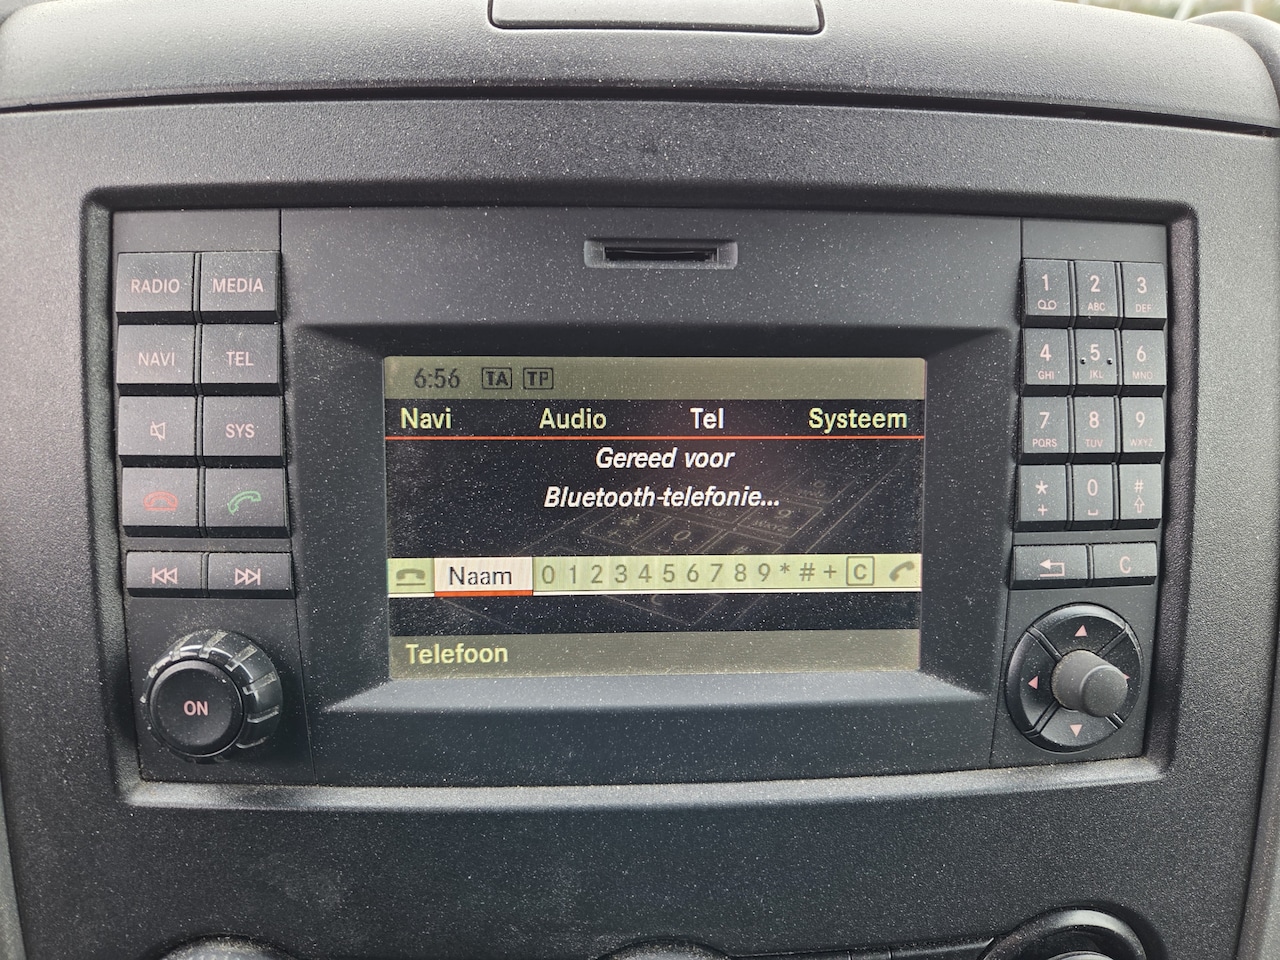 RADIO MEDIA
NAVI TEL
SYS
ON
6:56 TA TP
Navi Audio Tel Systeem
Gereed voor
Bluetooth-telefonie...
Naam 0 1 2 3 4 5 6 7 8 9 * # + C
Telefoon
1 2 3
ABC DEF
4 5 6
GHI JKL MNO
7 8 9
PQRS TUV WXYZ
* 0 #
+
C